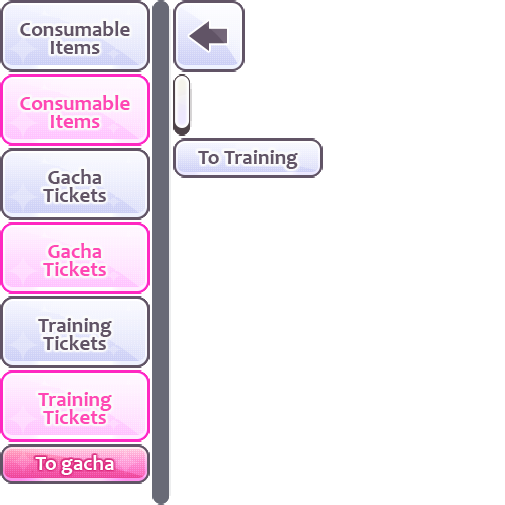 Consumable
Items
Consumable
Items
Gacha
Tickets
Gacha
Tickets
Training
Tickets
Training
Tickets
To gacha
To Training